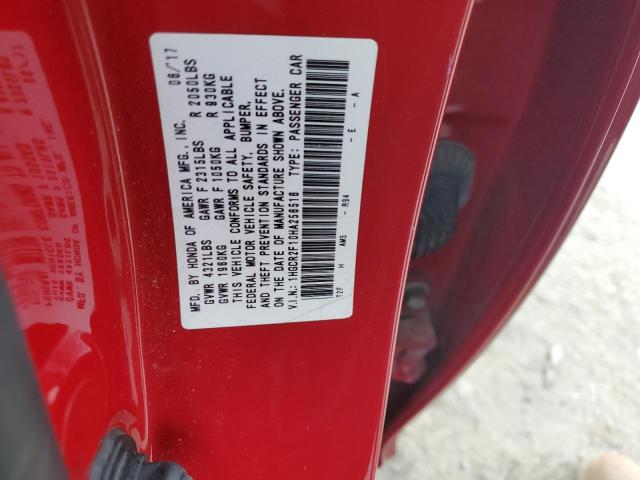 MFD. BY HONDA OF AMERICA MFG., INC. 06/17
GVWR 4321LBS GAWR F 2315LBS R 2050LBS
GVWR 1960KG GAWR F 1050KG R 930KG
THIS VEHICLE CONFORMS TO ALL APPLICABLE
FEDERAL MOTOR VEHICLE SAFETY, BUMPER,
AND THEFT PREVENTION STANDARDS IN EFFECT
ON THE DATE OF MANUFACTURE SHOWN ABOVE.
V.I.N.: 1HGCR2F10HA256516 TYPE: PASSENGER CAR
T2F H AM5 - R94 - E - A